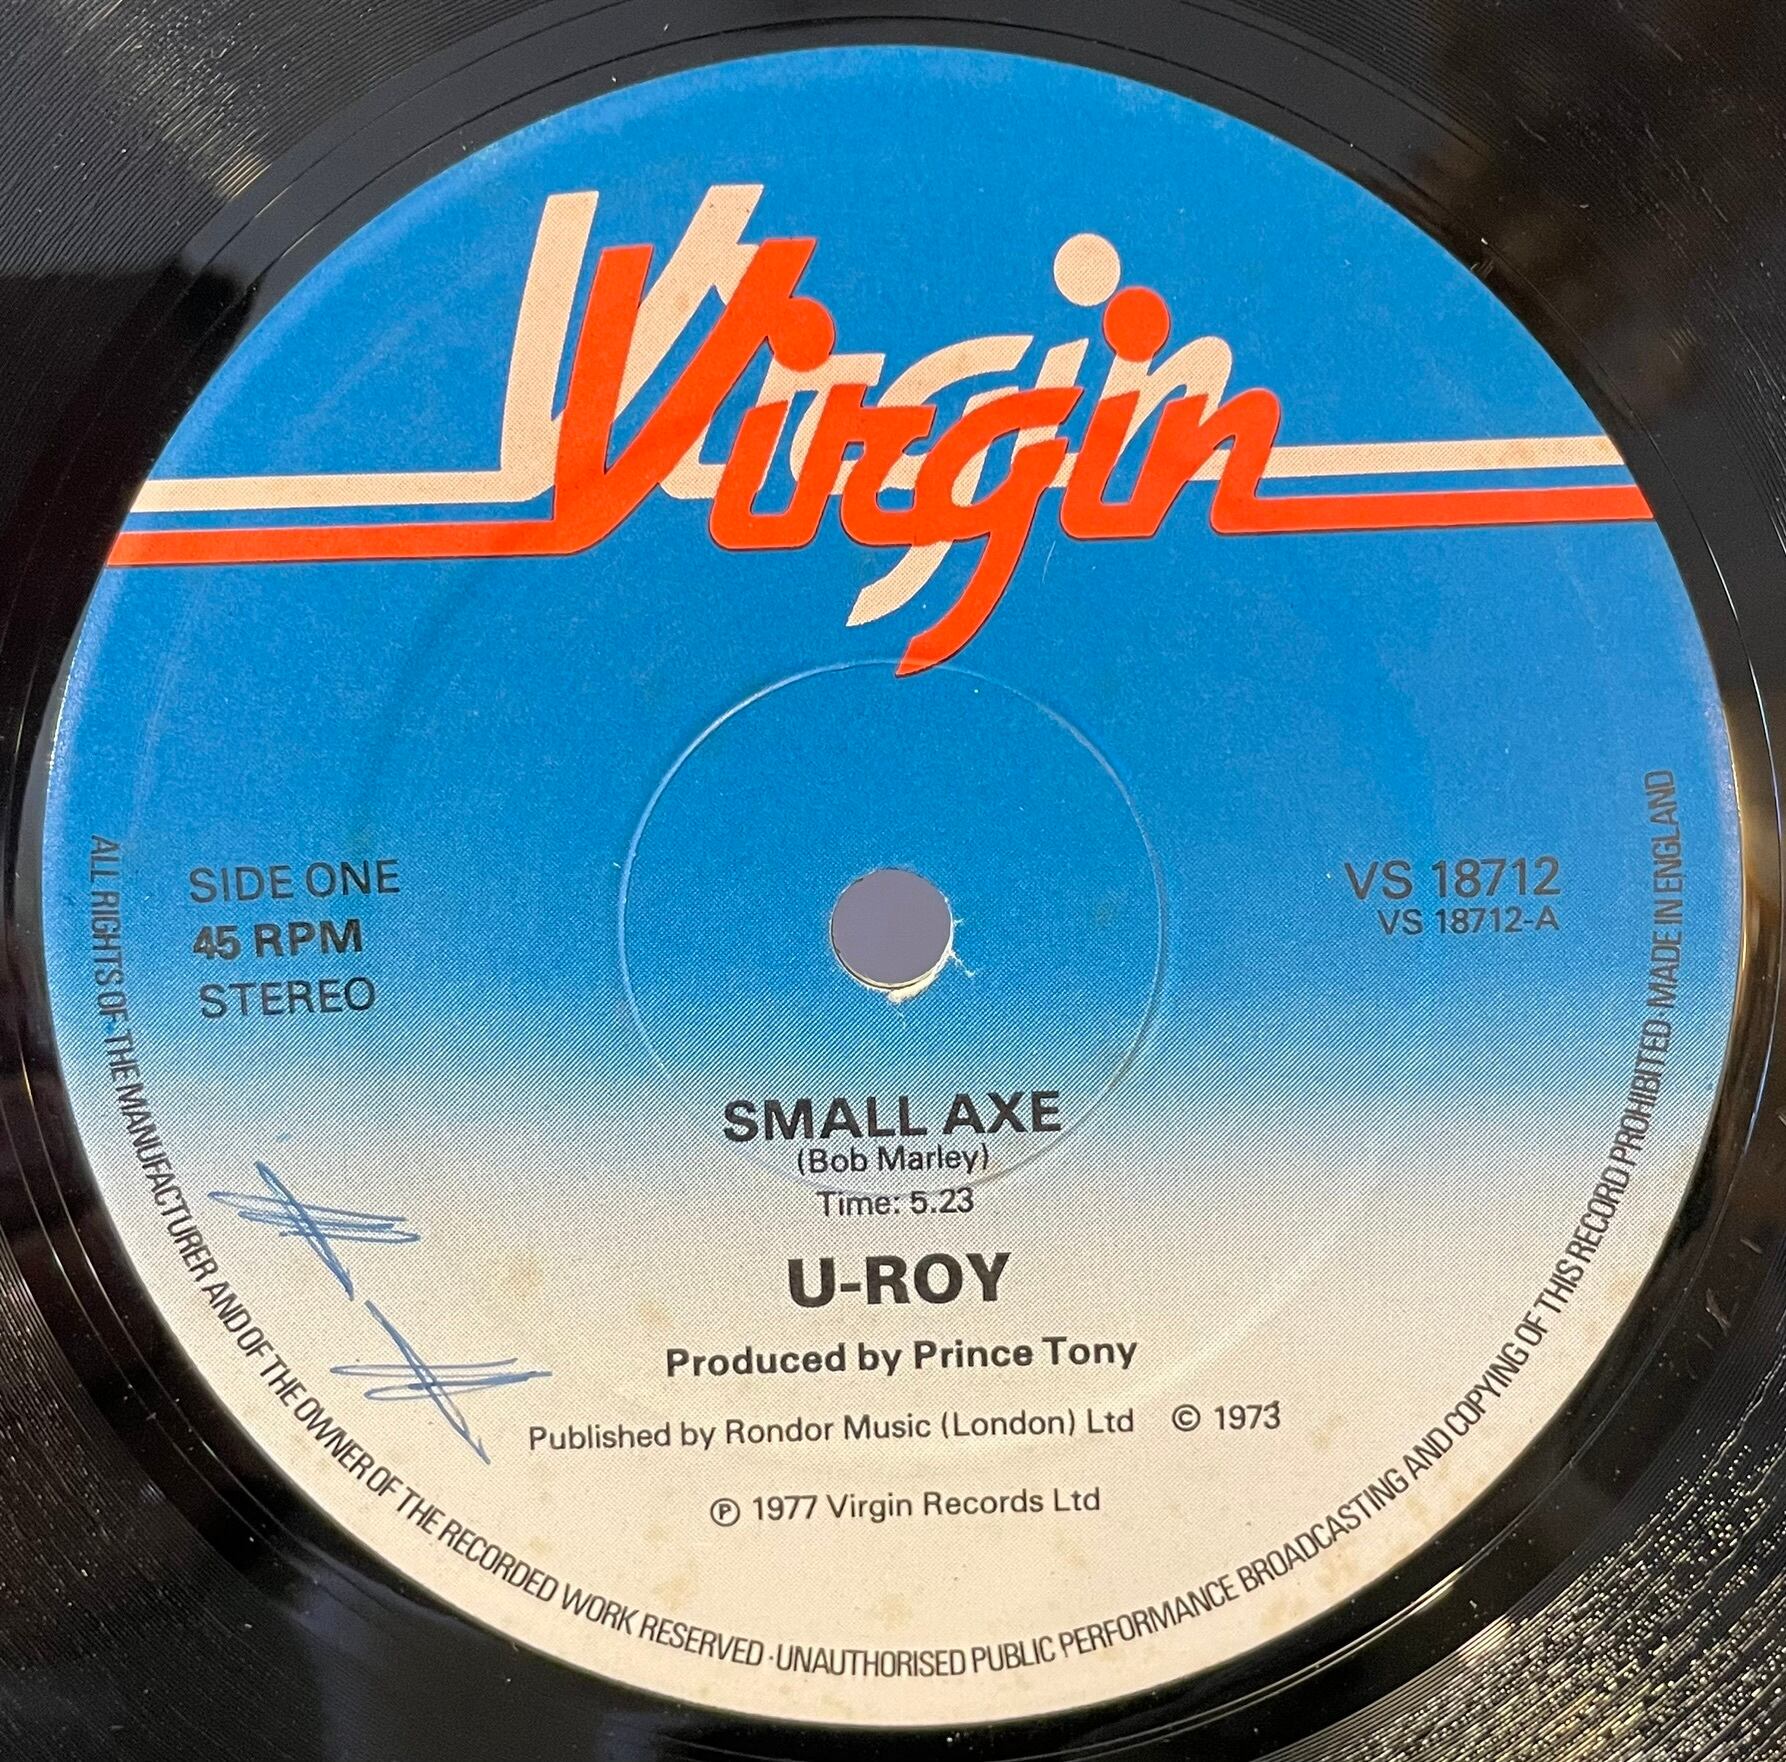 Virgin
SIDE ONE
45 RPM
STEREO
VS 18712
VS 18712-A
SMALL AXE
(Bob Marley)
Time: 5.23
U-ROY
Produced by Prince Tony
Published by Rondor Music (London) Ltd © 1973
℗ 1977 Virgin Records Ltd
ALL RIGHTS OF THE MANUFACTURER AND OF THE OWNER OF THE RECORDED WORK RESERVED · UNAUTHORISED PUBLIC PERFORMANCE BROADCASTING AND COPYING OF THIS RECORD PROHIBITED · MADE IN ENGLAND